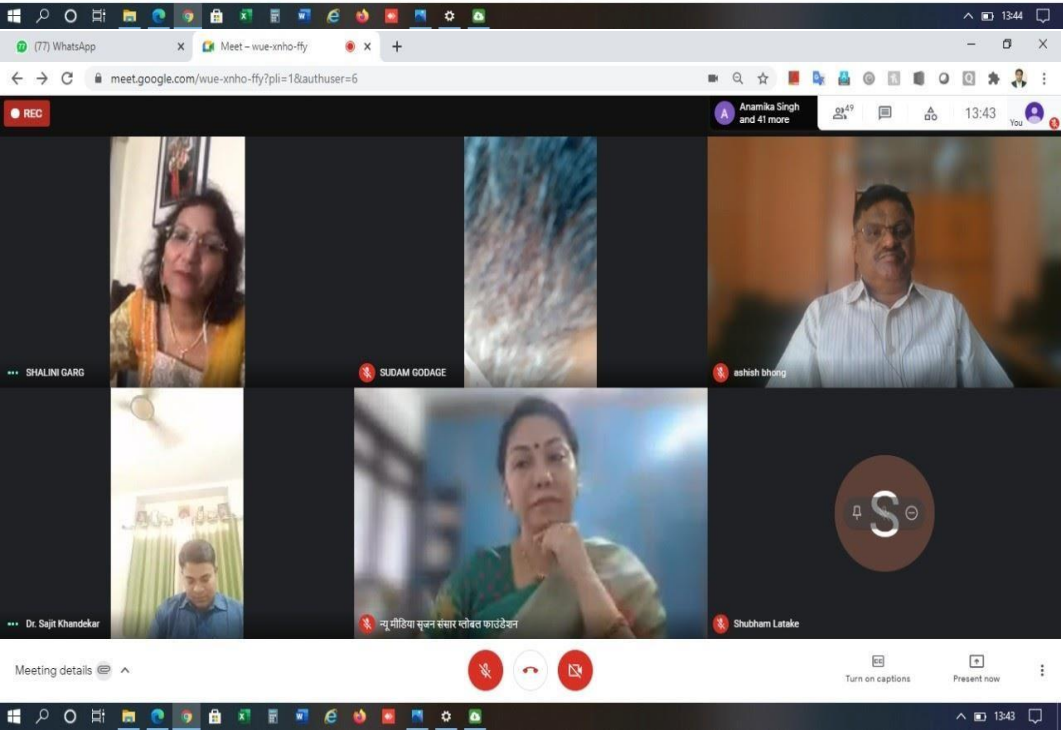 13:44
(77) WhatsApp
Meet – wue-xnho-ffy
meet.google.com/wue-xnho-ffy?pli=1&authuser=6
REC
A
Anamika Singh
and 41 more
49
13:43
You
SHALINI GARG
SUDAM GODAGE
ashish bhong
Dr. Sajit Khandekar
न्यू मीडिया सृजन संसार ग्लोबल फाउंडेशन
S
Shubham Latake
Meeting details
CC
Turn on captions
Present now
13:43